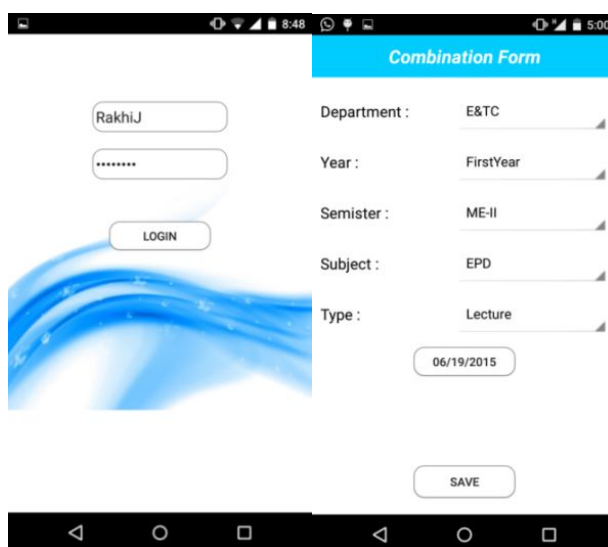 8:48
RakhiJ
••••••••
LOGIN
5:00
Combination Form
Department : E&TC
Year : FirstYear
Semister : ME-II
Subject : EPD
Type : Lecture
06/19/2015
SAVE